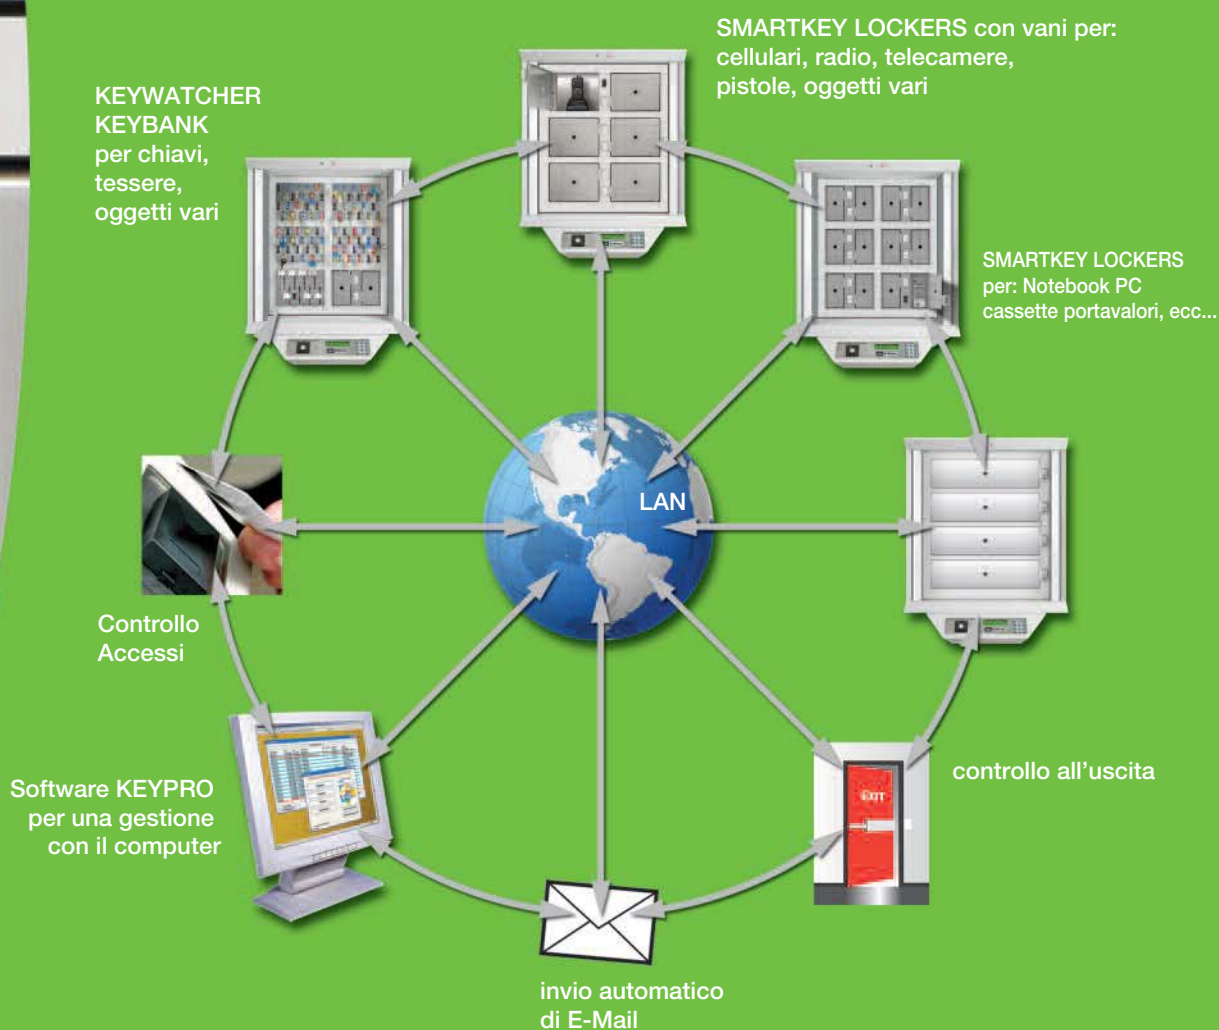 SMARTKEY LOCKERS con vani per:
cellulari, radio, telecamere,
pistole, oggetti vari
KEYWATCHER
KEYBANK
per chiavi,
tessere,
oggetti vari
SMARTKEY LOCKERS
per: Notebook PC
cassette portavalori, ecc...
LAN
Controllo
Accessi
EXIT
controllo all'uscita
Software KEYPRO
per una gestione
con il computer
invio automatico
di E-Mail